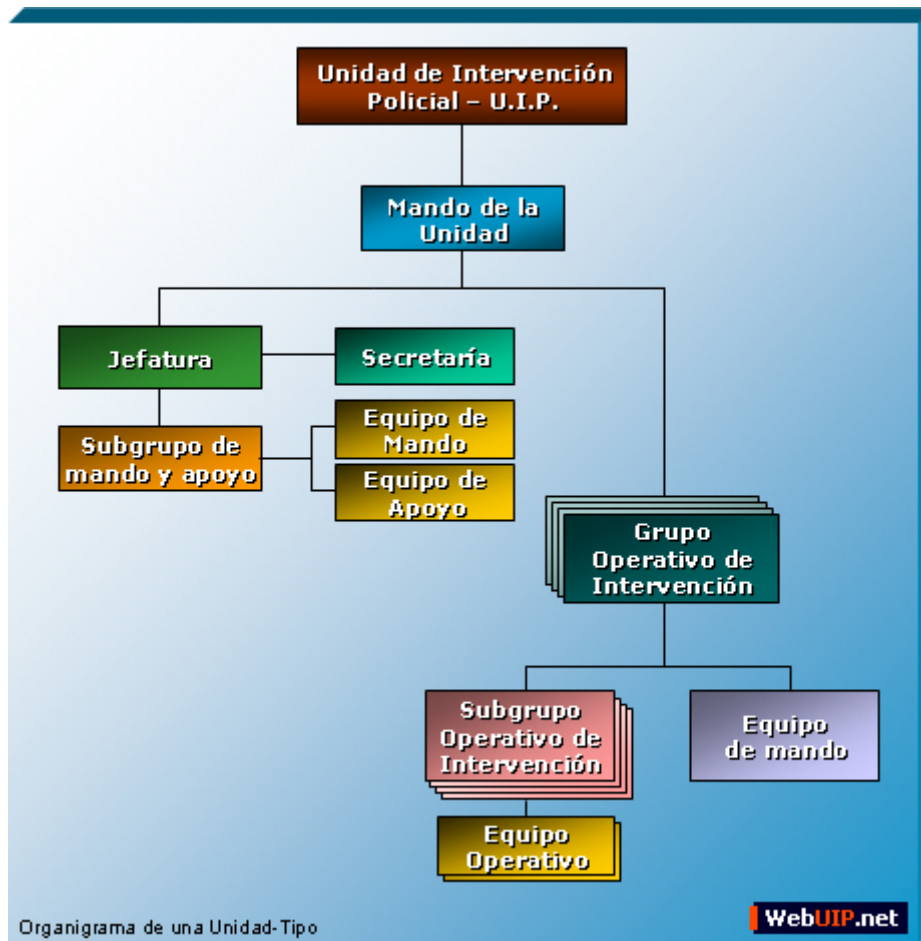 Unidad de Intervención
Policial – U.I.P.
Mando de la
Unidad
Jefatura
Secretaría
Subgrupo de
mando y apoyo
Equipo de
Mando
Equipo de
Apoyo
Grupo
Operativo de
Intervención
Subgrupo
Operativo de
Intervención
Equipo
de mando
Equipo
Operativo
Organigrama de una Unidad-Tipo
WebUIP.net